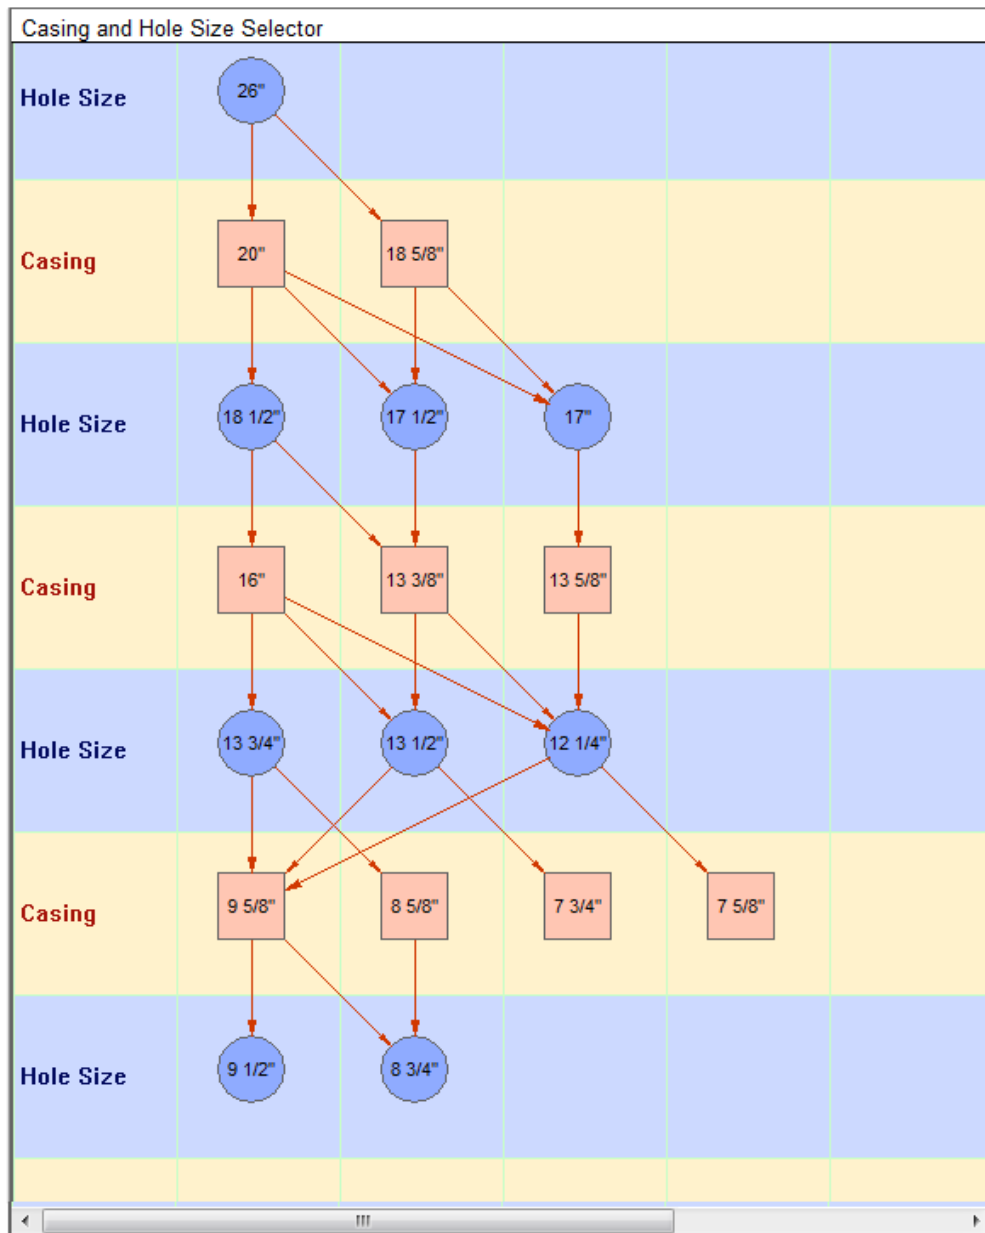 Casing and Hole Size Selector
Hole Size
26"
Casing
20"
18 5/8"
Hole Size
18 1/2"
17 1/2"
17"
Casing
16"
13 3/8"
13 5/8"
Hole Size
13 3/4"
13 1/2"
12 1/4"
Casing
9 5/8"
8 5/8"
7 3/4"
7 5/8"
Hole Size
9 1/2"
8 3/4"